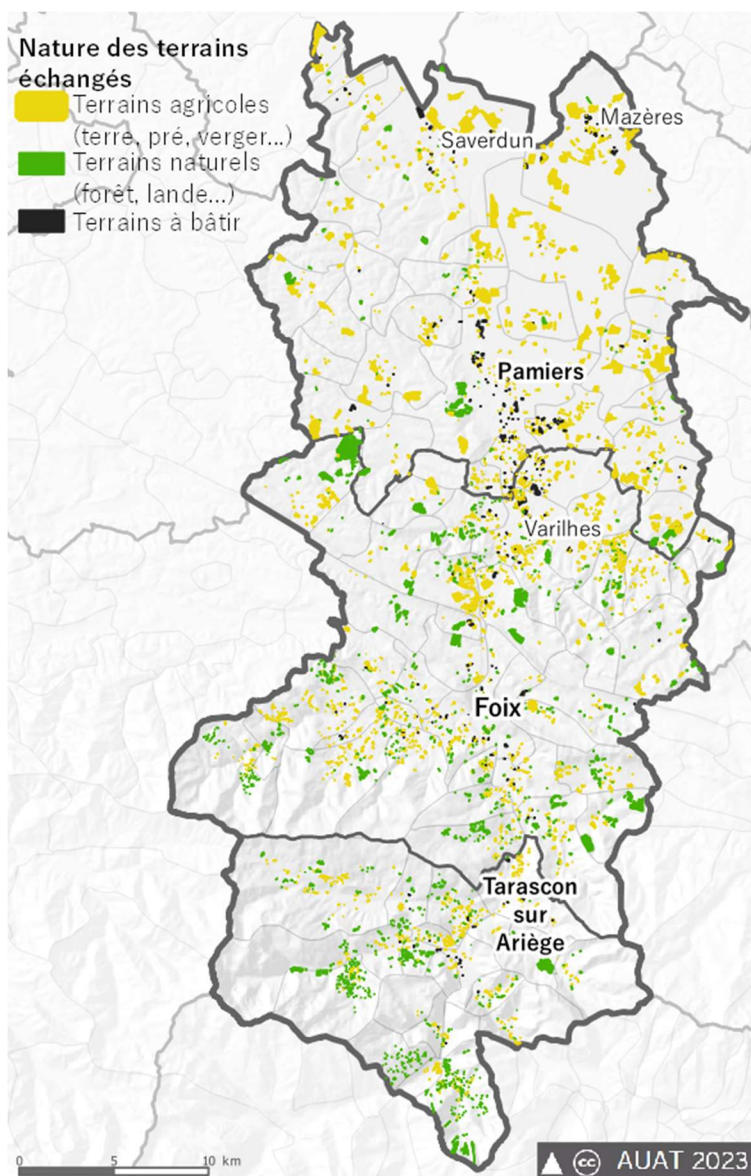 Nature des terrains
échangés
Terrains agricoles
(terre, pré, verger...)
Terrains naturels
(forêt, lande...)
Terrains à bâtir
Mazères
Saverdun
Pamiers
Varilhes
Foix
Tarascon
sur
Ariège
0 5 10 km
cc AUAT 2023